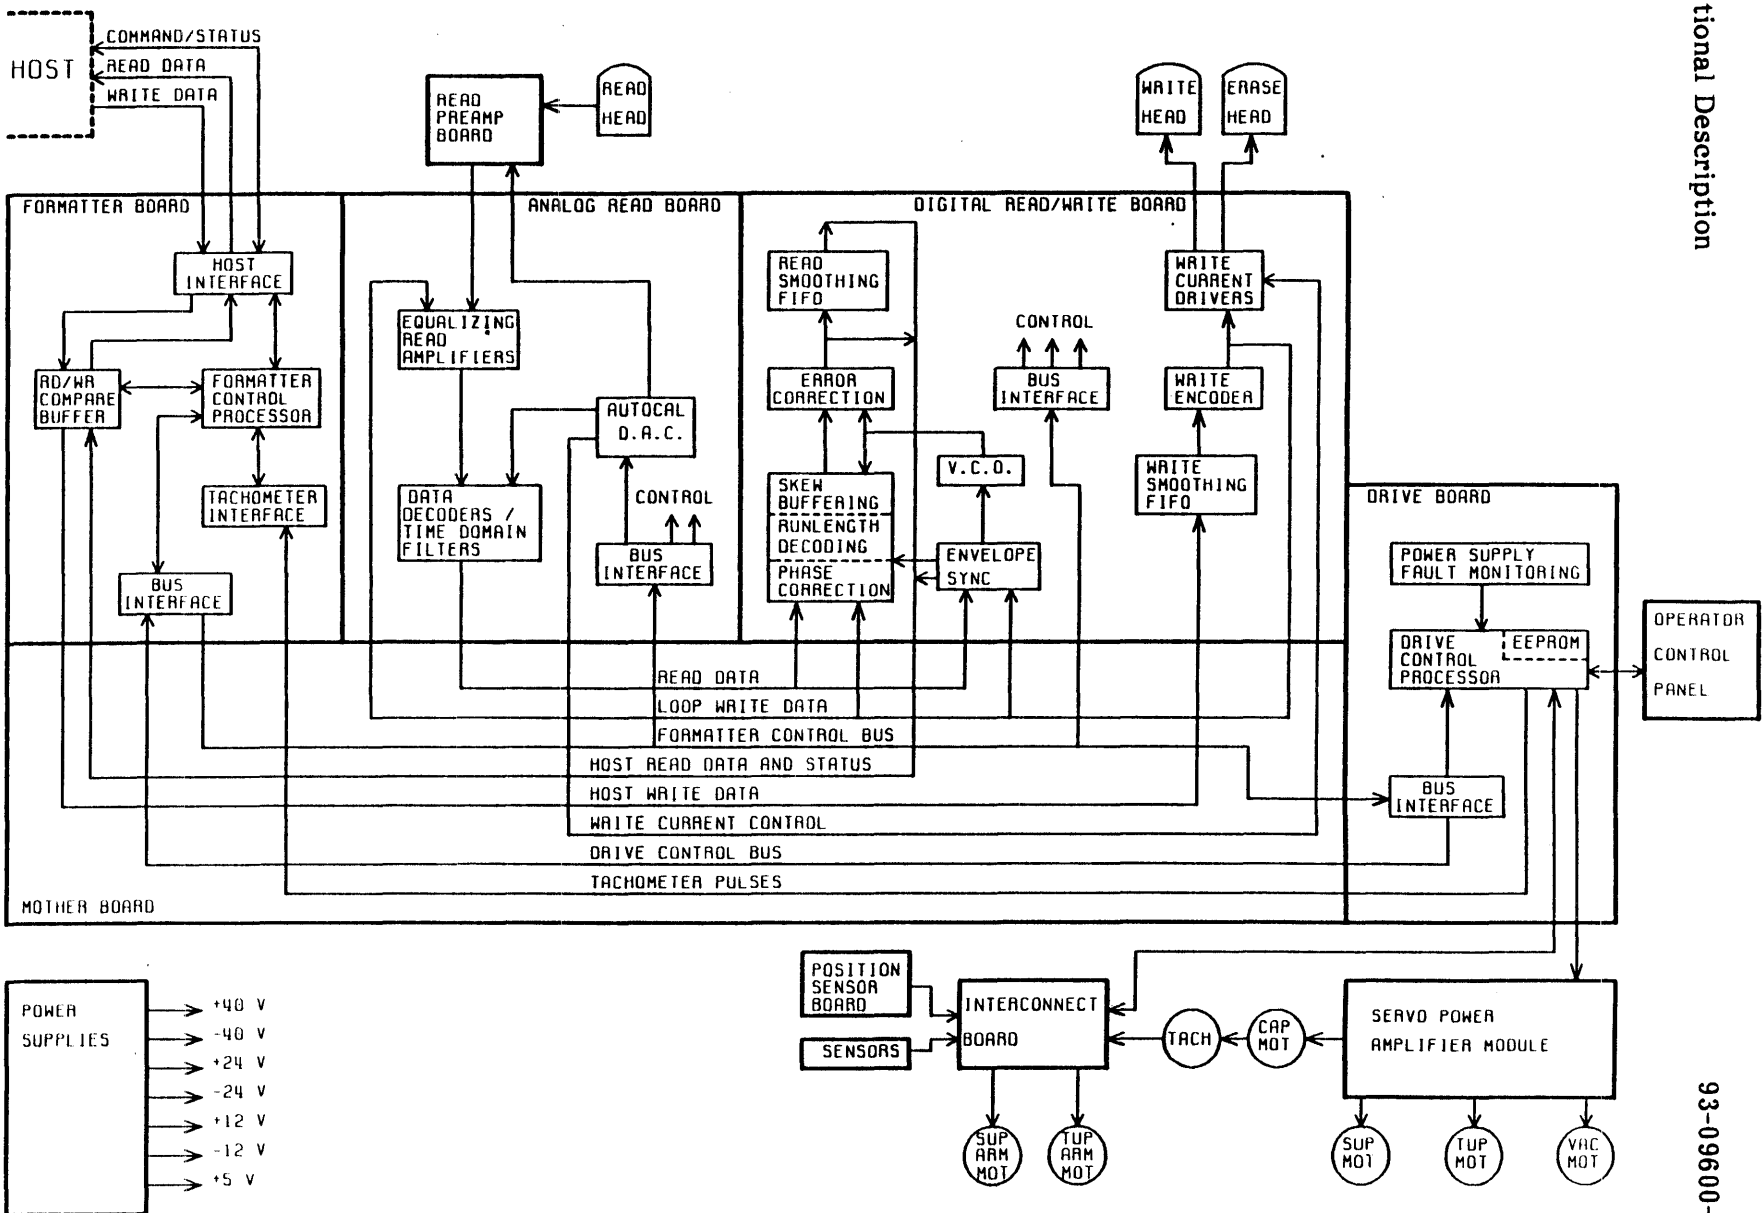 tional Description
93-09600-
HOST
COMMAND/STATUS
READ DATA
WRITE DATA
READ
PREAMP
BOARD
READ
HEAD
WRITE
HEAD
ERASE
HEAD
FORMATTER BOARD
ANALOG READ BOARD
DIGITAL READ/WRITE BOARD
HOST
INTERFACE
RD/WR
COMPARE
BUFFER
FORMATTER
CONTROL
PROCESSOR
TACHOMETER
INTERFACE
BUS
INTERFACE
EQUALIZING
READ
AMPLIFIERS
AUTOCAL
D.A.C.
DATA
DECODERS /
TIME DOMAIN
FILTERS
CONTROL
BUS
INTERFACE
READ
SMOOTHING
FIFO
ERROR
CORRECTION
SKEW
BUFFERING
RUNLENGTH
DECODING
PHASE
CORRECTION
V.C.O.
ENVELOPE
SYNC
CONTROL
BUS
INTERFACE
WRITE
CURRENT
DRIVERS
WRITE
ENCODER
WRITE
SMOOTHING
FIFO
DRIVE BOARD
POWER SUPPLY
FAULT MONITORING
DRIVE
CONTROL
PROCESSOR
EEPROM
BUS
INTERFACE
OPERATOR
CONTROL
PANEL
READ DATA
LOOP WRITE DATA
FORMATTER CONTROL BUS
HOST READ DATA AND STATUS
HOST WRITE DATA
WRITE CURRENT CONTROL
DRIVE CONTROL BUS
TACHOMETER PULSES
MOTHER BOARD
POWER
SUPPLIES
+40 V
-40 V
+24 V
-24 V
+12 V
-12 V
+5 V
POSITION
SENSOR
BOARD
SENSORS
INTERCONNECT
BOARD
TACH
CAP
MOT
SERVO POWER
AMPLIFIER MODULE
SUP
ARM
MOT
TUP
ARM
MOT
SUP
MOT
TUP
MOT
VAC
MOT